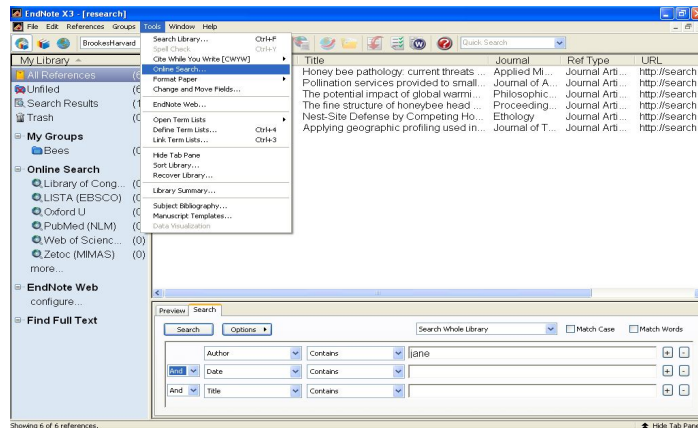 EndNote X3 - [research]
File Edit References Groups Tools Window Help
BrookesHarvard
Quick Search
My Library
All References
Unfiled
Search Results
Trash
My Groups
Bees
Online Search
Library of Cong...
LISTA (EBSCO) (0
Oxford U (0
PubMed (NLM) (0
Web of Scienc... (0)
Zetoc (MIMAS) (0)
more...
EndNote Web
configure...
Find Full Text
Search Library... Ctrl+F
Spell Check Ctrl+Y
Cite While You Write [CWYW]
Online Search...
Format Paper
Change and Move Fields...
EndNote Web...
Open Term Lists
Define Term Lists... Ctrl+4
Link Term Lists... Ctrl+3
Hide Tab Pane
Sort Library...
Recover Library...
Library Summary...
Subject Bibliography...
Manuscript Templates...
Data Visualization
Title Journal Ref Type URL
Honey bee pathology: current threats ... Applied Mi... Journal Arti... http://search
Pollination services provided to small... Journal of A... Journal Arti... http://search
The potential impact of global warmi... Philosophic... Journal Arti... http://search
The fine structure of honeybee head ... Proceeding... Journal Arti... http://search
Nest-Site Defense by Competing Ho... Ethology Journal Arti... http://search
Applying geographic profiling used in... Journal of T... Journal Arti... http://search
Preview Search
Search Options Search Whole Library Match Case Match Words
Author Contains jane
And Date Contains
And Title Contains
Showing 6 of 6 references. Hide Tab Pane